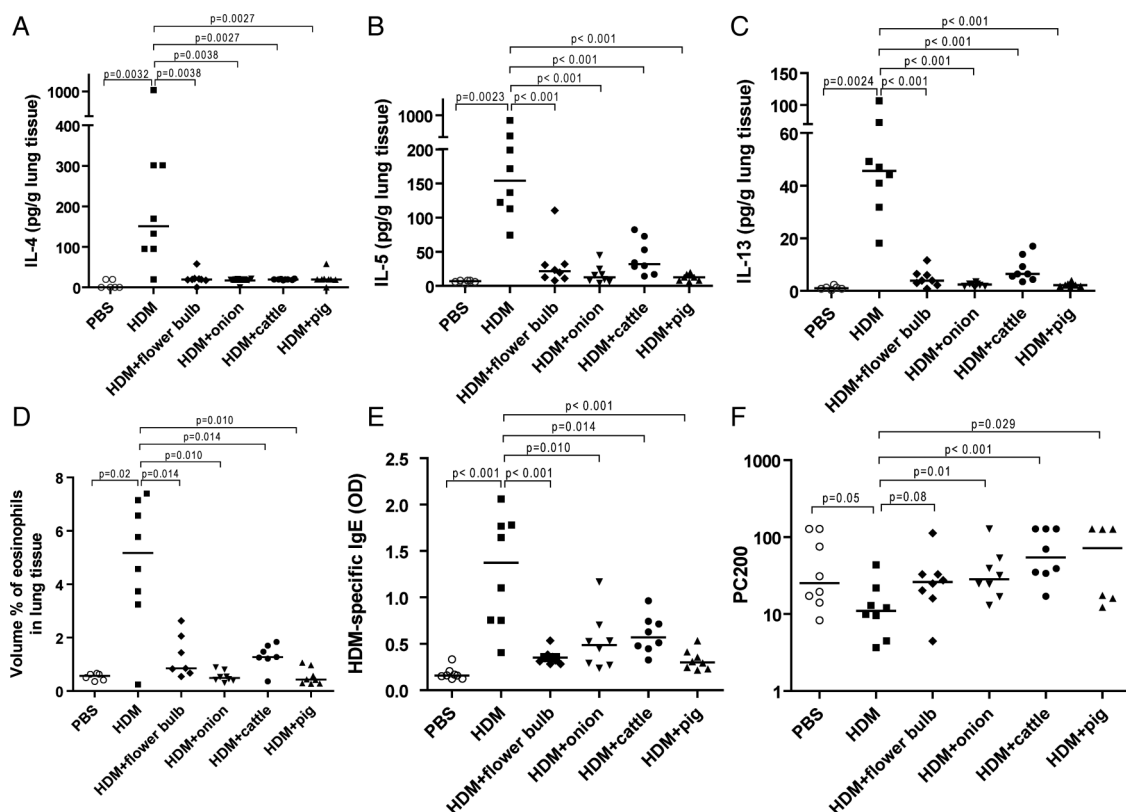 A
p=0.0027
p=0.0027
p=0.0038
p=0.0032
p=0.0038
1000
400
300
200
100
0
IL-4 (pg/g lung tissue)
PBS
HDM
HDM+flower bulb
HDM+onion
HDM+cattle
HDM+pig
B
p< 0.001
p< 0.001
p< 0.001
p=0.0023
p< 0.001
1000
200
150
100
50
0
IL-5 (pg/g lung tissue)
PBS
HDM
HDM+flower bulb
HDM+onion
HDM+cattle
HDM+pig
C
p< 0.001
p< 0.001
p< 0.001
p=0.0024
p< 0.001
150
100
60
40
20
0
IL-13 (pg/g lung tissue)
PBS
HDM
HDM+flower bulb
HDM+onion
HDM+cattle
HDM+pig
D
p=0.010
p=0.014
p=0.010
p=0.02
p=0.014
8
6
4
2
0
Volume % of eosinophils
in lung tissue
PBS
HDM
HDM+flower bulb
HDM+onion
HDM+cattle
HDM+pig
E
p< 0.001
p=0.014
p=0.010
p< 0.001
p< 0.001
2.5
2.0
1.5
1.0
0.5
0.0
HDM-specific IgE (OD)
PBS
HDM
HDM+flower bulb
HDM+onion
HDM+cattle
HDM+pig
F
p=0.029
p< 0.001
p=0.01
p=0.05
p=0.08
1000
100
10
1
PC200
PBS
HDM
HDM+flower bulb
HDM+onion
HDM+cattle
HDM+pig